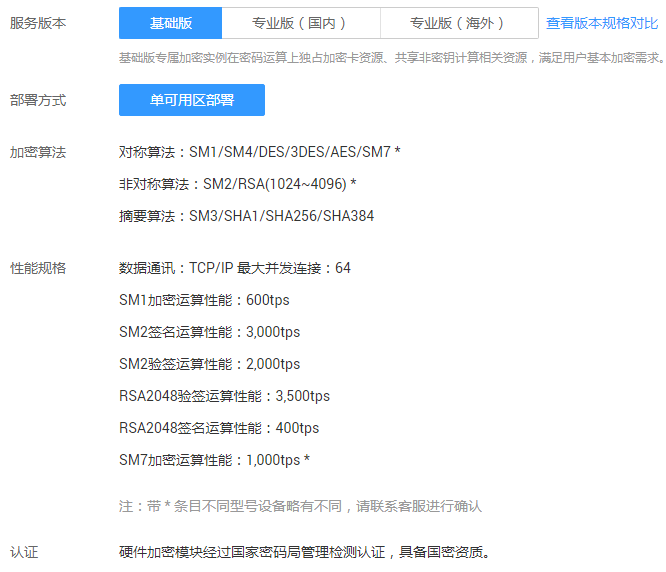 服务版本 基础版 专业版（国内） 专业版（海外） 查看版本规格对比
基础版专属加密实例在密码运算上独占加密卡资源、共享非密钥计算相关资源，满足用户基本加密需求。
部署方式 单可用区部署
加密算法 对称算法：SM1/SM4/DES/3DES/AES/SM7 *
非对称算法：SM2/RSA(1024~4096) *
摘要算法：SM3/SHA1/SHA256/SHA384
性能规格 数据通讯：TCP/IP 最大并发连接：64
SM1加密运算性能：600tps
SM2签名运算性能：3,000tps
SM2验签运算性能：2,000tps
RSA2048验签运算性能：3,500tps
RSA2048签名运算性能：400tps
SM7加密运算性能：1,000tps *
注：带 * 条目不同型号设备略有不同，请联系客服进行确认
认证 硬件加密模块经过国家密码局管理检测认证，具备国密资质。